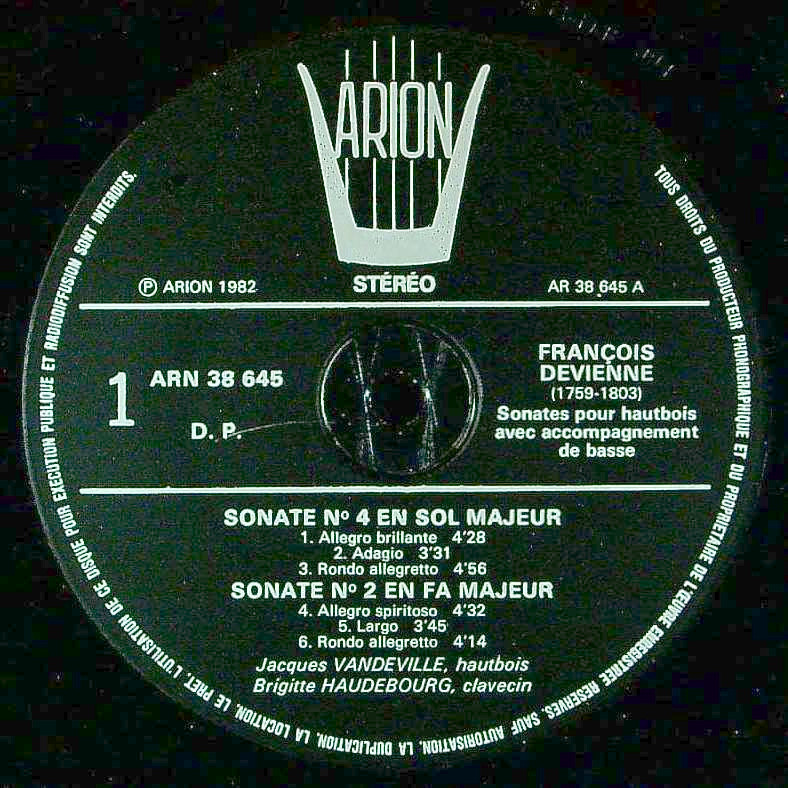 ARION
℗ ARION 1982
STÉRÉO
AR 38 645 A
1
ARN 38 645
D. P.
FRANÇOIS
DEVIENNE
(1759-1803)
Sonates pour hautbois
avec accompagnement
de basse
SONATE Nº 4 EN SOL MAJEUR
1. Allegro brillante 4'28
2. Adagio 3'31
3. Rondo allegretto 4'56
SONATE Nº 2 EN FA MAJEUR
4. Allegro spiritoso 4'32
5. Largo 3'45
6. Rondo allegretto 4'14
Jacques VANDEVILLE, hautbois
Brigitte HAUDEBOURG, clavecin
TOUS DROITS DU PRODUCTEUR PHONOGRAPHIQUE ET DU PROPRIETAIRE DE L'ŒUVRE ENREGISTREE RÉSERVES. SAUF AUTORISATION, LA DUPLICATION, LA LOCATION, LE PRET, L'UTILISATION DE CE DISQUE POUR EXECUTION PUBLIQUE ET RADIODIFFUSION SONT INTERDITS.